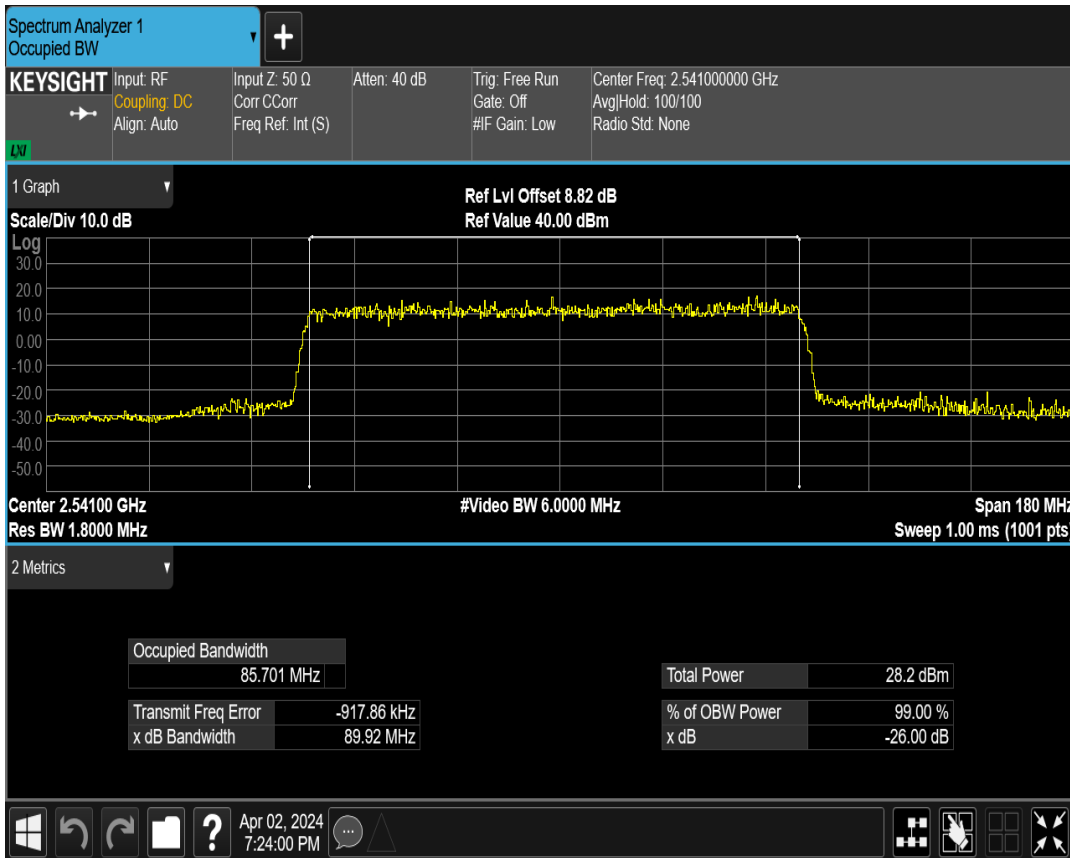 Spectrum Analyzer 1
Occupied BW
+
KEYSIGHT
LXI
Input: RF
Coupling: DC
Align: Auto
Input Z: 50 Ω
Corr CCorr
Freq Ref: Int (S)
Atten: 40 dB
Trig: Free Run
Gate: Off
#IF Gain: Low
Center Freq: 2.541000000 GHz
Avg|Hold: 100/100
Radio Std: None
1 Graph
Scale/Div 10.0 dB
Ref Lvl Offset 8.82 dB
Ref Value 40.00 dBm
Log
30.0
20.0
10.0
0.00
-10.0
-20.0
-30.0
-40.0
-50.0
Center 2.54100 GHz
#Video BW 6.0000 MHz
Span 180 MHz
Res BW 1.8000 MHz
Sweep 1.00 ms (1001 pts)
2 Metrics
Occupied Bandwidth
85.701 MHz
Transmit Freq Error -917.86 kHz
x dB Bandwidth 89.92 MHz
Total Power 28.2 dBm
% of OBW Power 99.00 %
x dB -26.00 dB
?
Apr 02, 2024
7:24:00 PM